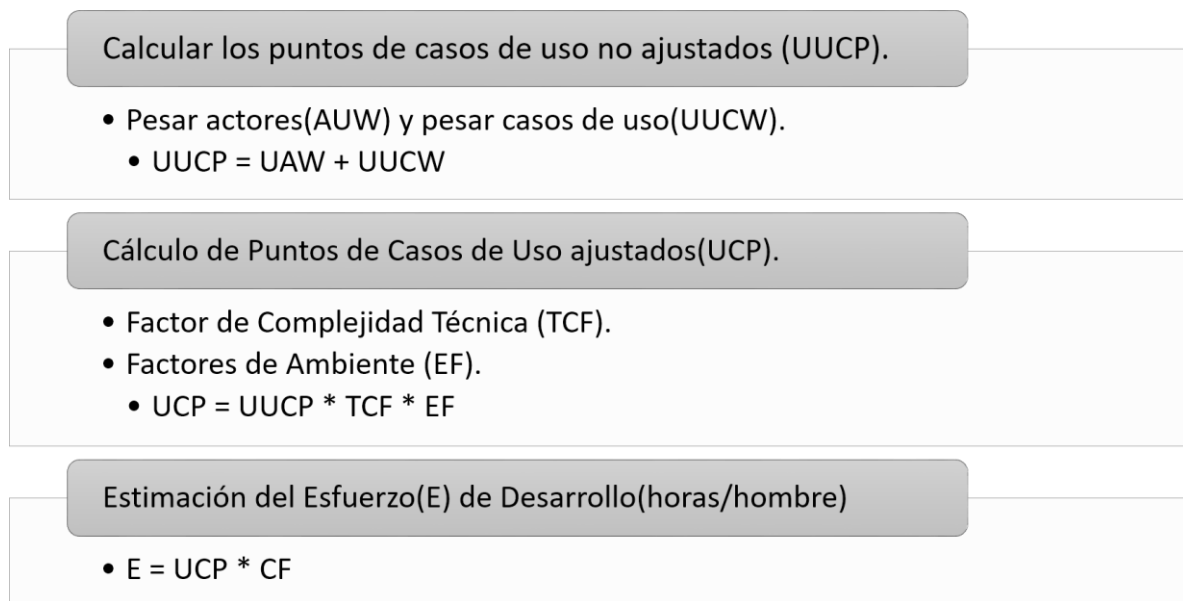 Calcular los puntos de casos de uso no ajustados (UUCP).
• Pesar actores(AUW) y pesar casos de uso(UUCW).
• UUCP = UAW + UUCW
Cálculo de Puntos de Casos de Uso ajustados(UCP).
• Factor de Complejidad Técnica (TCF).
• Factores de Ambiente (EF).
• UCP = UUCP * TCF * EF
Estimación del Esfuerzo(E) de Desarrollo(horas/hombre)
• E = UCP * CF